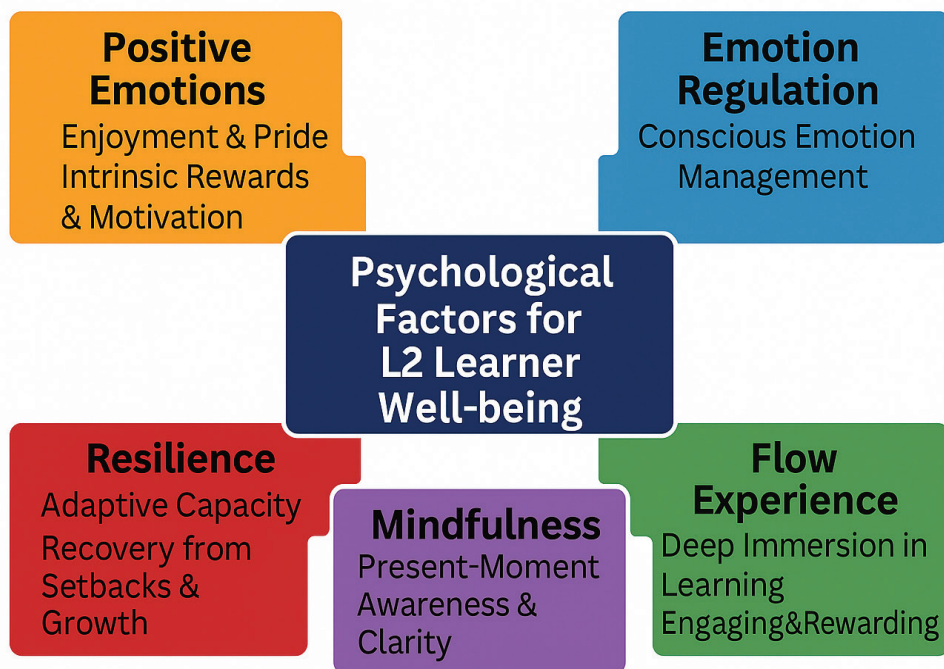 Positive
Emotions
Enjoyment & Pride
Intrinsic Rewards
& Motivation
Emotion
Regulation
Conscious Emotion
Management
Psychological
Factors for
L2 Learner
Well-being
Resilience
Adaptive Capacity
Recovery from
Setbacks &
Growth
Mindfulness
Present-Moment
Awareness &
Clarity
Flow
Experience
Deep Immersion in
Learning
Engaging&Rewarding